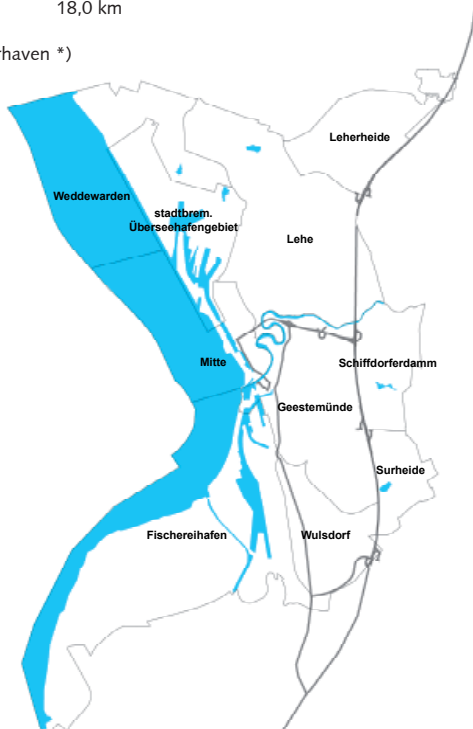 18,0 km
rhaven *)
Leherheide
Weddewarden
stadtbrem.
Überseehafengebiet
Lehe
Mitte
Schiffdorferdamm
Geestemünde
Surheide
Fischereihafen
Wulsdorf